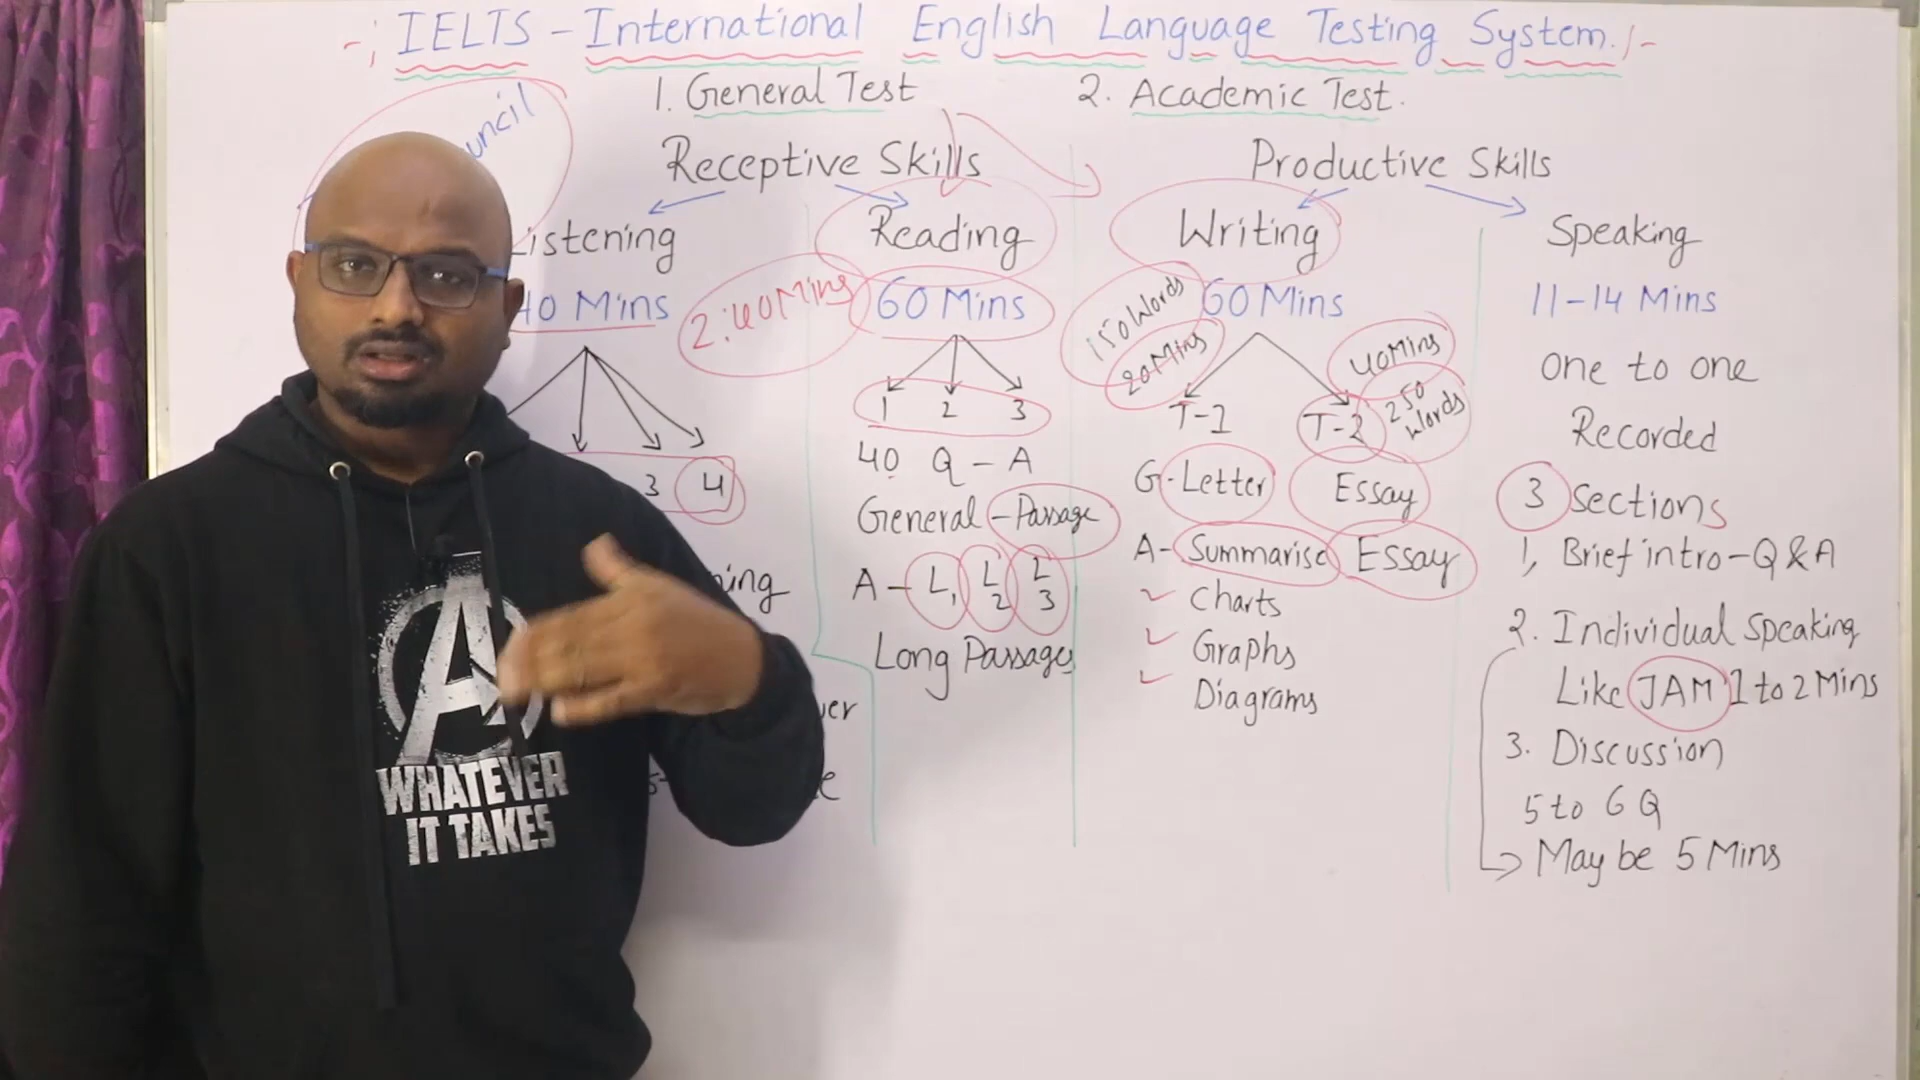 -; IELTS - International English Language Testing System. ;-
1. General Test 2. Academic Test.
Receptive Skills Productive Skills
Listening Reading Writing Speaking
40 Mins 2:40 Mins 60 Mins 150 Words 60 Mins 11-14 Mins
20 Mins 40 Mins
250 Words
One to one
Recorded
1 2 3
T-1 T-2
3 4
40 Q - A
G. Letter Essay
3 Sections
General - Passage
A - Summarise Essay
1, Brief intro - Q & A
A - L1 L2 L3
Charts
Long Passages
Graphs
2. Individual Speaking
Diagrams
Like JAM 1 to 2 Mins
3. Discussion
5 to 6 Q
May be 5 Mins
A
WHATEVER
IT TAKES